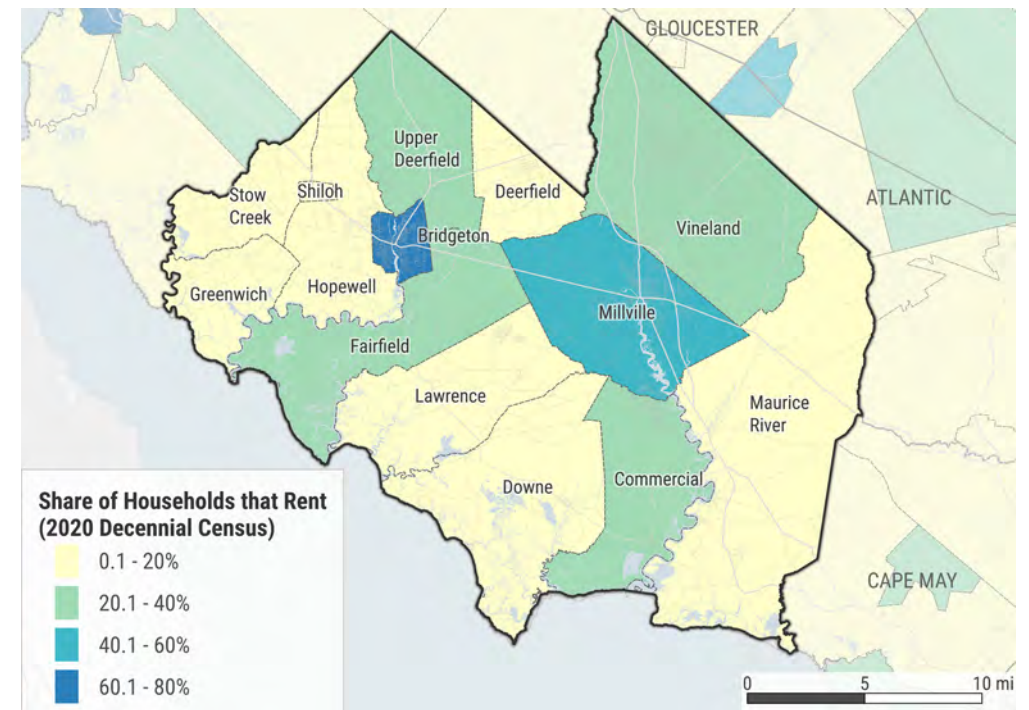 GLOUCESTER
Upper
Deerfield
Stow
Creek
Shiloh
Deerfield
ATLANTIC
Vineland
Bridgeton
Greenwich
Hopewell
Millville
Fairfield
Lawrence
Maurice
River
Commercial
Downe
CAPE MAY
Share of Households that Rent
(2020 Decennial Census)
0.1 - 20%
20.1 - 40%
40.1 - 60%
60.1 - 80%
0 5 10 mi